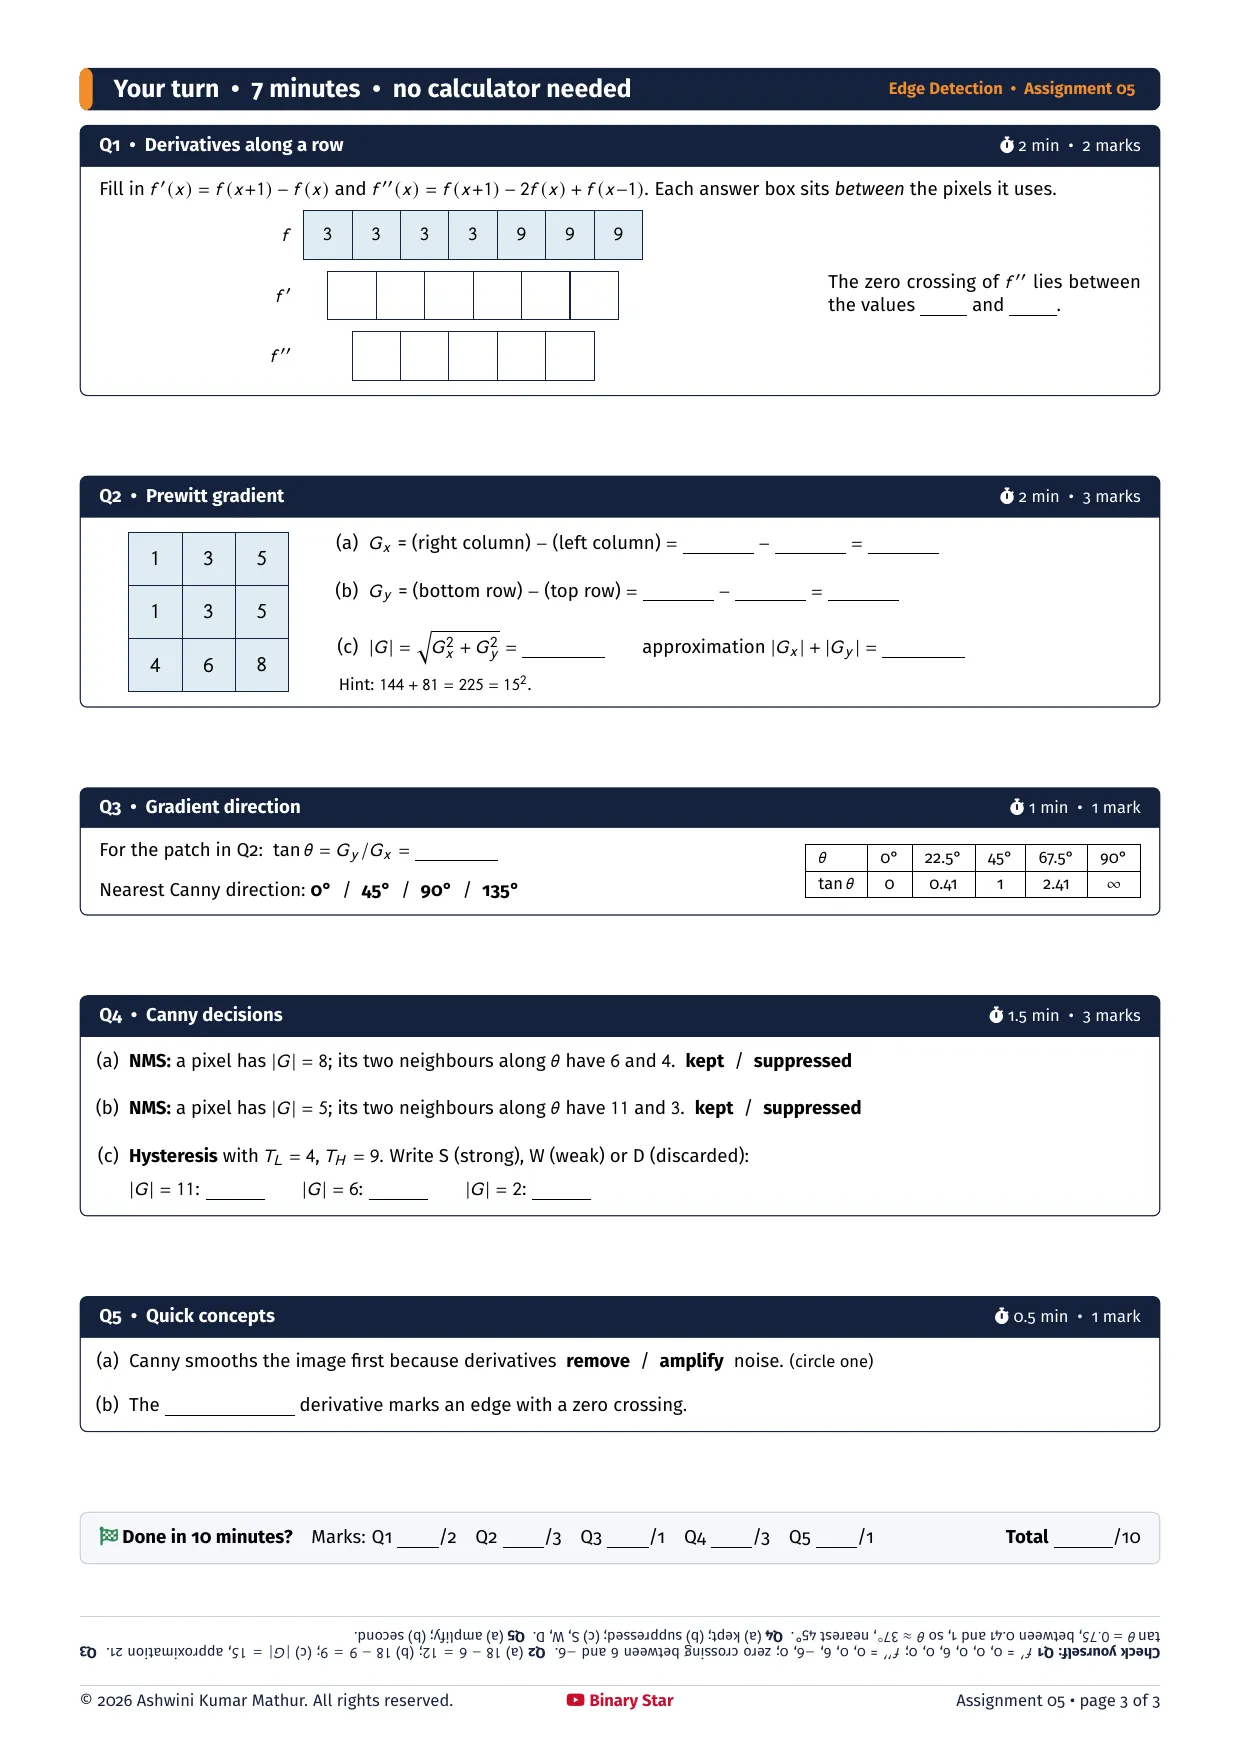 Your turn • 7 minutes • no calculator needed
Edge Detection • Assignment 05
Q1 • Derivatives along a row
2 min • 2 marks
Fill in f′(x) = f(x+1) − f(x) and f′′(x) = f(x+1) − 2f(x) + f(x−1). Each answer box sits between the pixels it uses.
f 3 3 3 3 9 9 9
f′
f′′
The zero crossing of f′′ lies between
the values _____ and _____.
Q2 • Prewitt gradient
2 min • 3 marks
1 3 5
1 3 5
4 6 8
(a) Gx = (right column) − (left column) = _____ − _____ = _____
(b) Gy = (bottom row) − (top row) = _____ − _____ = _____
(c) |G| = √(Gx² + Gy²) = _____ approximation |Gx| + |Gy| = _____
Hint: 144 + 81 = 225 = 15².
Q3 • Gradient direction
1 min • 1 mark
For the patch in Q2: tan θ = Gy/Gx = _____
Nearest Canny direction: 0° / 45° / 90° / 135°
θ 0° 22.5° 45° 67.5° 90°
tan θ 0 0.41 1 2.41 ∞
Q4 • Canny decisions
1.5 min • 3 marks
(a) NMS: a pixel has |G| = 8; its two neighbours along θ have 6 and 4. kept / suppressed
(b) NMS: a pixel has |G| = 5; its two neighbours along θ have 11 and 3. kept / suppressed
(c) Hysteresis with TL = 4, TH = 9. Write S (strong), W (weak) or D (discarded):
|G| = 11: _____ |G| = 6: _____ |G| = 2: _____
Q5 • Quick concepts
0.5 min • 1 mark
(a) Canny smooths the image first because derivatives remove / amplify noise. (circle one)
(b) The _____ derivative marks an edge with a zero crossing.
Done in 10 minutes? Marks: Q1 ____/2 Q2 ____/3 Q3 ____/1 Q4 ____/3 Q5 ____/1 Total _____/10
Check yourself: Q1 f′ = 0, 0, 0, 6, 0, 0; f′′ = 0, 0, 6, −6, 0; zero crossing between 6 and −6. Q2 (a) 18 − 6 = 12; (b) 18 − 9 = 9; (c) |G| = 15, approximation 21. Q3
tan θ = 0.75, between 0.41 and 1, so θ ≈ 37°, nearest 45°. Q4 (a) kept; (b) suppressed; (c) S, W, D. Q5 (a) amplify; (b) second.
© 2026 Ashwini Kumar Mathur. All rights reserved.
Binary Star
Assignment 05 • page 3 of 3